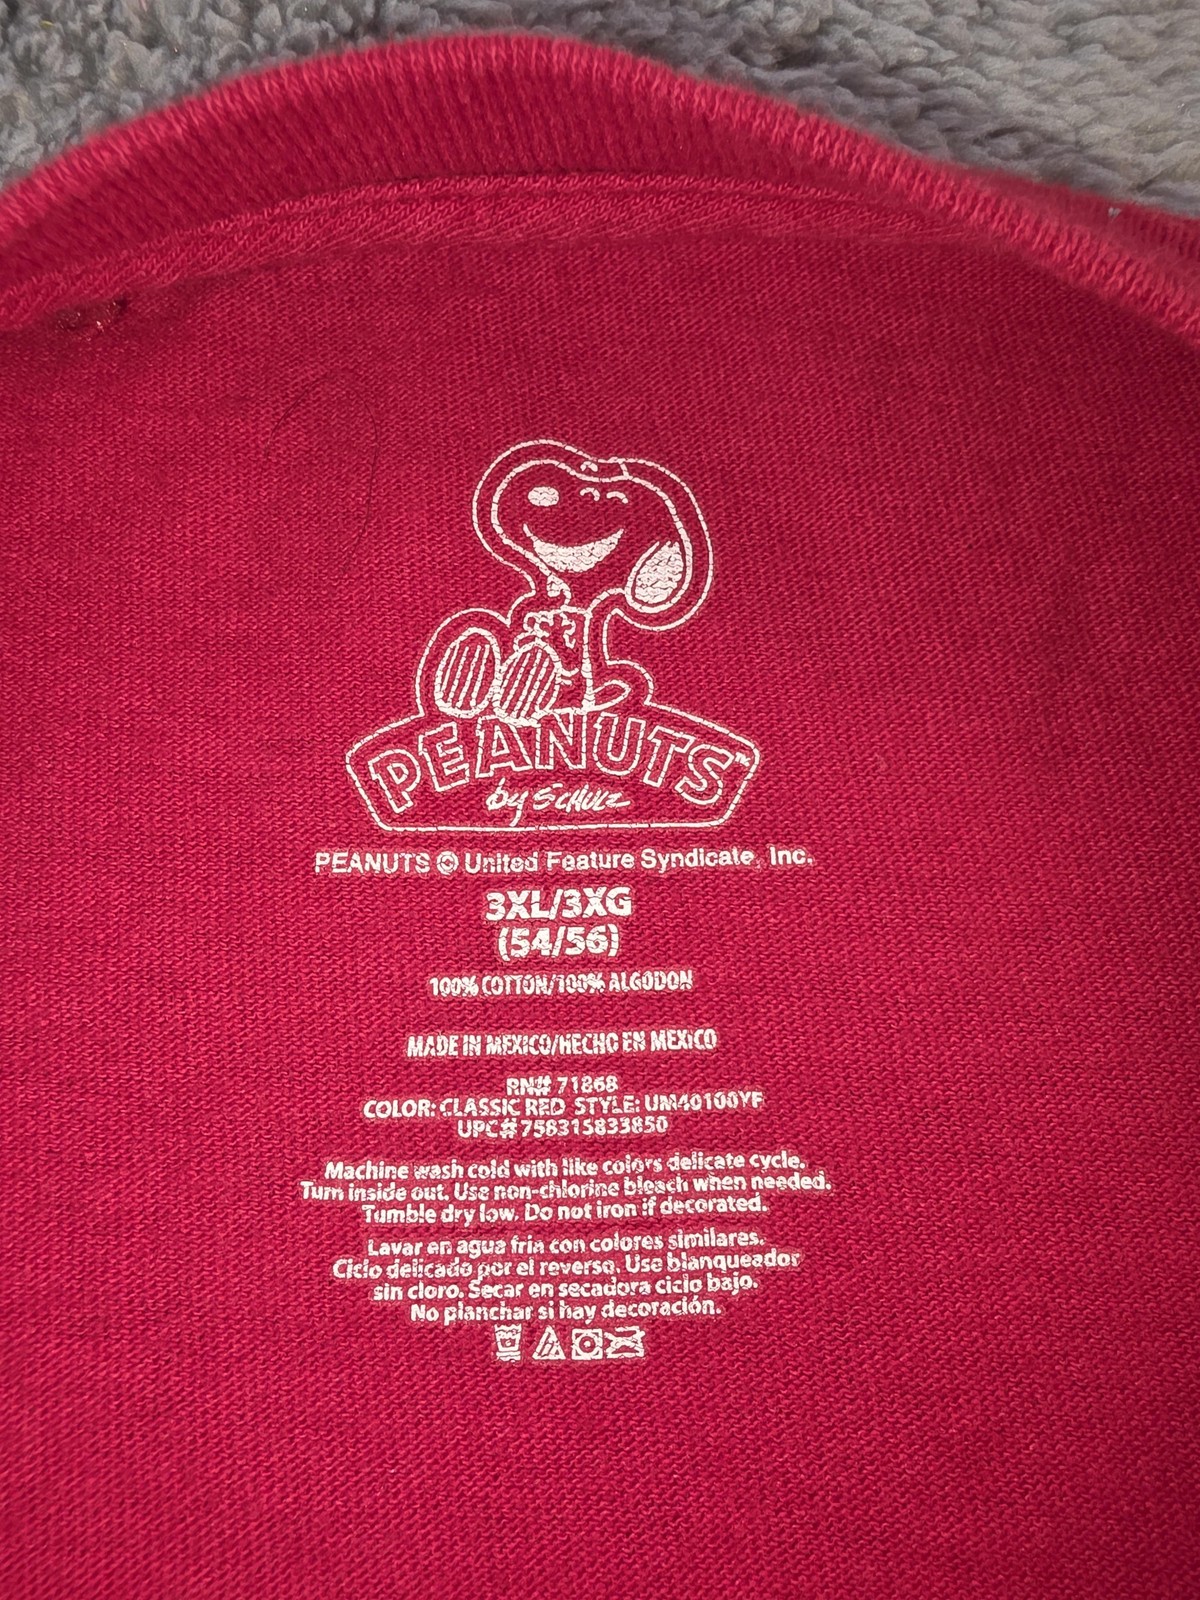 PEANUTS™
by SCHULZ
PEANUTS © United Feature Syndicate, Inc.
3XL/3XG
(54/56)
100% COTTON/100% ALGODON
MADE IN MEXICO/HECHO EN MEXICO
RN# 71868
COLOR: CLASSIC RED STYLE: UM40100YF
UPC# 758315833850
Machine wash cold with like colors delicate cycle.
Turn inside out. Use non-chlorine bleach when needed.
Tumble dry low. Do not iron if decorated.
Lavar en agua fria con colores similares.
Ciclo delicado por el reverso. Use blanqueador
sin cloro. Secar en secadora ciclo bajo.
No planchar si hay decoración.